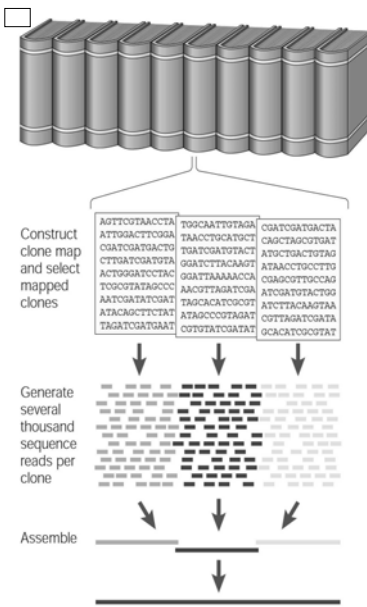 Construct
clone map
and select
mapped
clones
AGTTCGTAACCTA
ATTGGACTTCGGA
CGATCGATGACTG
CTTGATCGATGTA
ACTGGGATCCTAC
TCGCGTATAGCCC
AATCGATATCGAT
ATACAGCTTCTAT
TAGATCGATGAAT
TGGCAATTGTAGA
TAACCTGCATGCT
TGATCGATGTACT
GGATCTTACAAGT
GGATTAAAAACCA
AACGTTAGATCGA
TAGCACATCGCGT
ATAGCCCGTAGAT
CGTGTATCGATAT
CGATCGATGACTA
CAGCTAGCGTGAT
ATGCTGACTGTAG
ATAACCTGCCTTG
CGAGCGTTGCCAG
ATCGATGTACTGG
ATCTTACAAGTAA
CGTTAGATCGATA
GCACATCGCGTAT
Generate
several
thousand
sequence
reads per
clone
Assemble